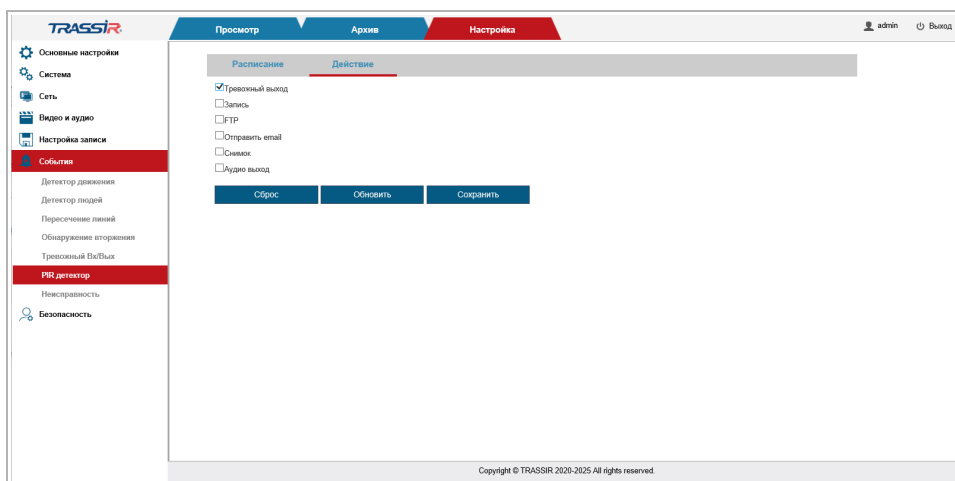 TRASSIR
Просмотр
Архив
Настройка
admin
Выход
Основные настройки
Система
Сеть
Видео и аудио
Настройка записи
События
Детектор движения
Детектор людей
Пересечение линий
Обнаружение вторжения
Тревожный Вх/Вых
PIR детектор
Неисправность
Безопасность
Расписание
Действие
Тревожный выход
Запись
FTP
Отправить email
Снимок
Аудио выход
Сброс
Обновить
Сохранить
Copyright © TRASSIR 2020-2025 All rights reserved.